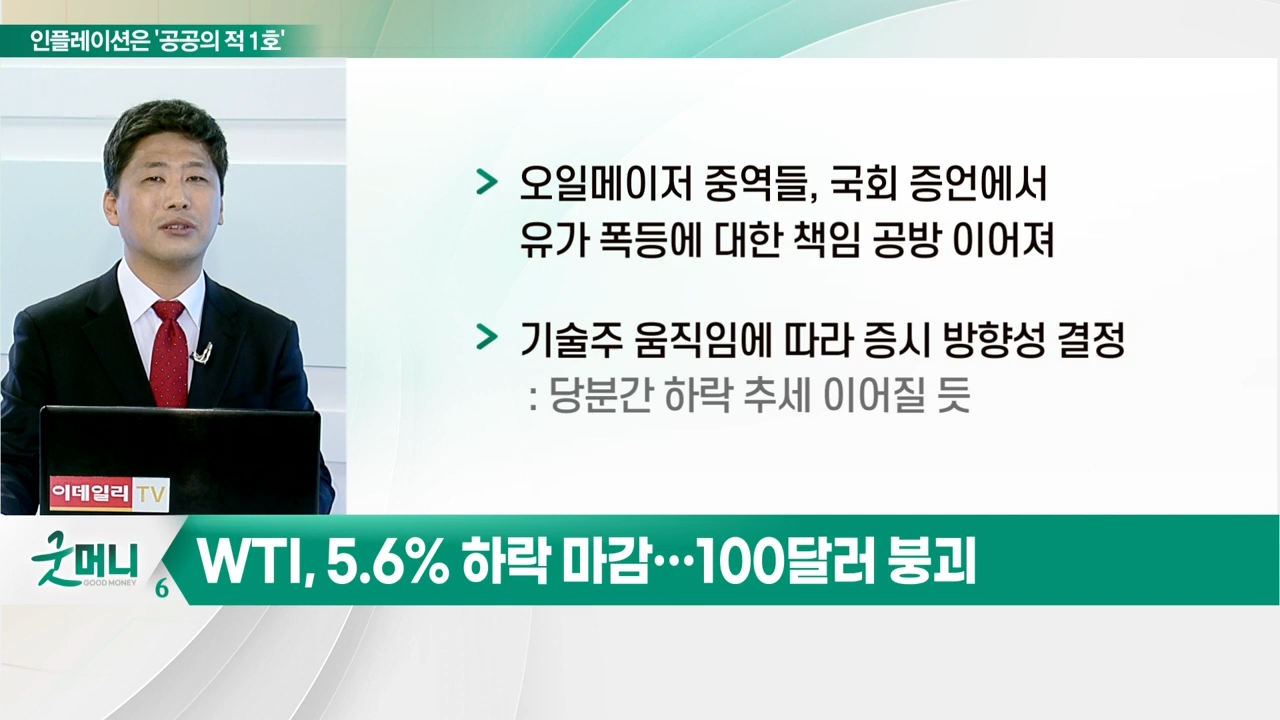 인플레이션은 '공공의 적 1호'
> 오일메이저 중역들, 국회 증언에서
유가 폭등에 대한 책임 공방 이어져
> 기술주 움직임에 따라 증시 방향성 결정
: 당분간 하락 추세 이어질 듯
이데일리TV
굿머니
GOOD MONEY
6
WTI, 5.6% 하락 마감…100달러 붕괴